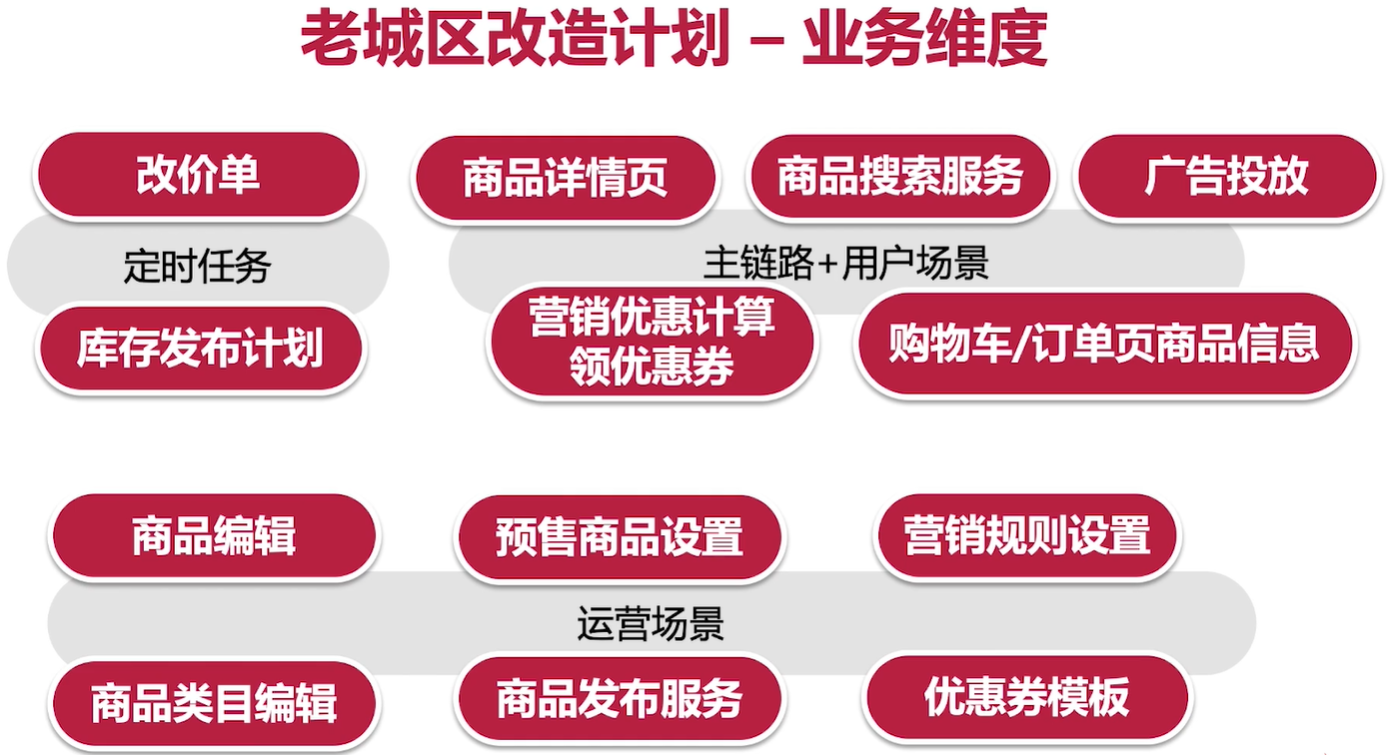 老城区改造计划 – 业务维度
改价单
定时任务
库存发布计划
商品详情页
商品搜索服务
广告投放
主链路+用户场景
营销优惠计算
领优惠券
购物车/订单页商品信息
商品编辑
预售商品设置
营销规则设置
运营场景
商品类目编辑
商品发布服务
优惠券模板